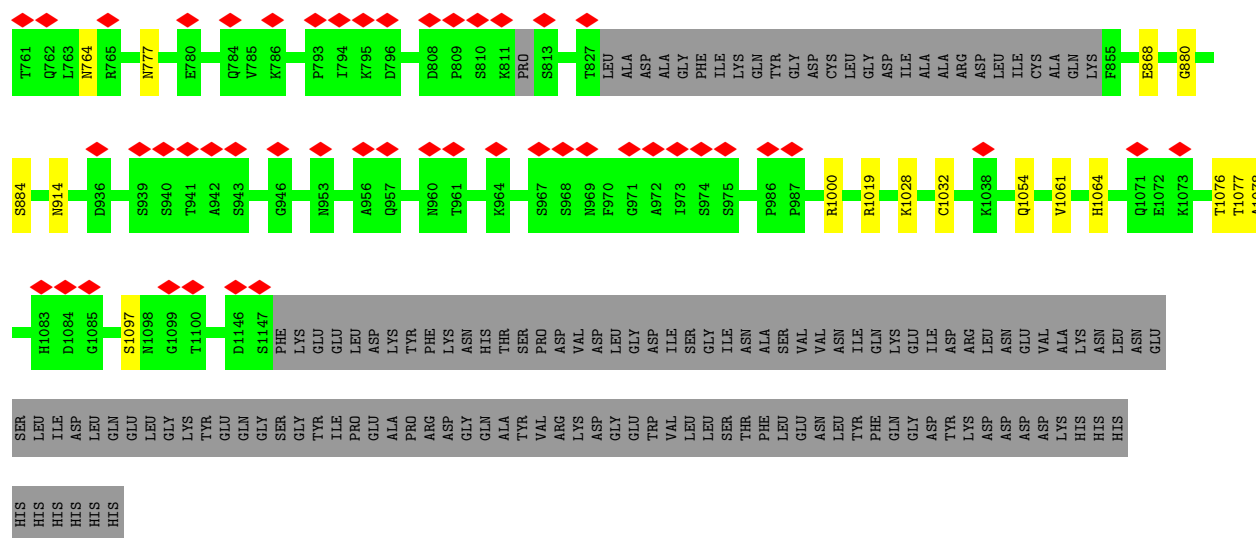 T761 Q762 L763 N764 R765 N777 E780 Q784 V785 K786 P793 I794 K795 D796 D808 P809 S810 K811 PRO S813 T827 LEU ALA ASP ALA GLY PHE ILE LYS GLN TYR GLY ASP CYS LEU GLY ASP ILE ALA ALA ARG ASP LEU ILE CYS ALA GLN LYS F855 E868 G880
S884 N914 D936 S939 S940 T941 A942 S943 G946 N953 A956 Q957 N960 T961 K964 S967 S968 N969 F970 G971 A972 I973 S974 S975 P986 P987 R1000 R1019 K1028 C1032 K1038 Q1054 V1061 H1064 Q1071 E1072 K1073 T1076 T1077
H1083 D1084 G1085 S1097 N1098 G1099 T1100 D1146 S1147 PHE LYS GLU GLU LEU ASP LYS TYR PHE LYS ASN HIS THR SER PRO ASP VAL ASP LEU GLY ASP ILE SER GLY ILE ASN ALA SER VAL VAL ASN ILE GLN LYS GLU ILE ASP ARG LEU ASN GLU VAL ALA LYS ASN LEU ASN GLU
SER LEU ILE ASP LEU GLN GLU LEU GLY LYS TYR GLU GLN GLY SER GLY TYR ILE PRO GLU ALA PRO ARG ASP GLY GLN ALA TYR VAL ARG LYS ASP GLY GLU TRP VAL LEU LEU SER THR PHE LEU GLU ASN LEU TYR PHE GLN GLY ASP TYR LYS ASP ASP ASP ASP LYS HIS HIS HIS
HIS HIS HIS HIS HIS HIS